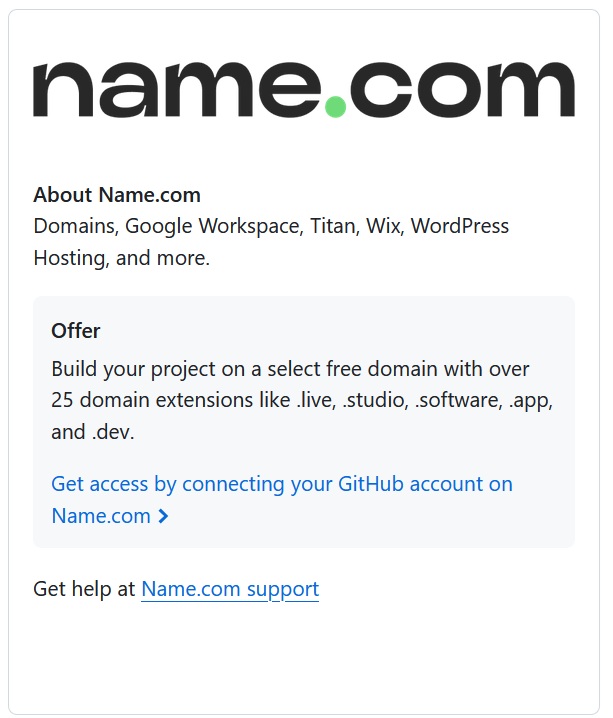 name.com
About Name.com
Domains, Google Workspace, Titan, Wix, WordPress
Hosting, and more.
Offer
Build your project on a select free domain with over
25 domain extensions like .live, .studio, .software, .app,
and .dev.
Get access by connecting your GitHub account on
Name.com
Get help at Name.com support